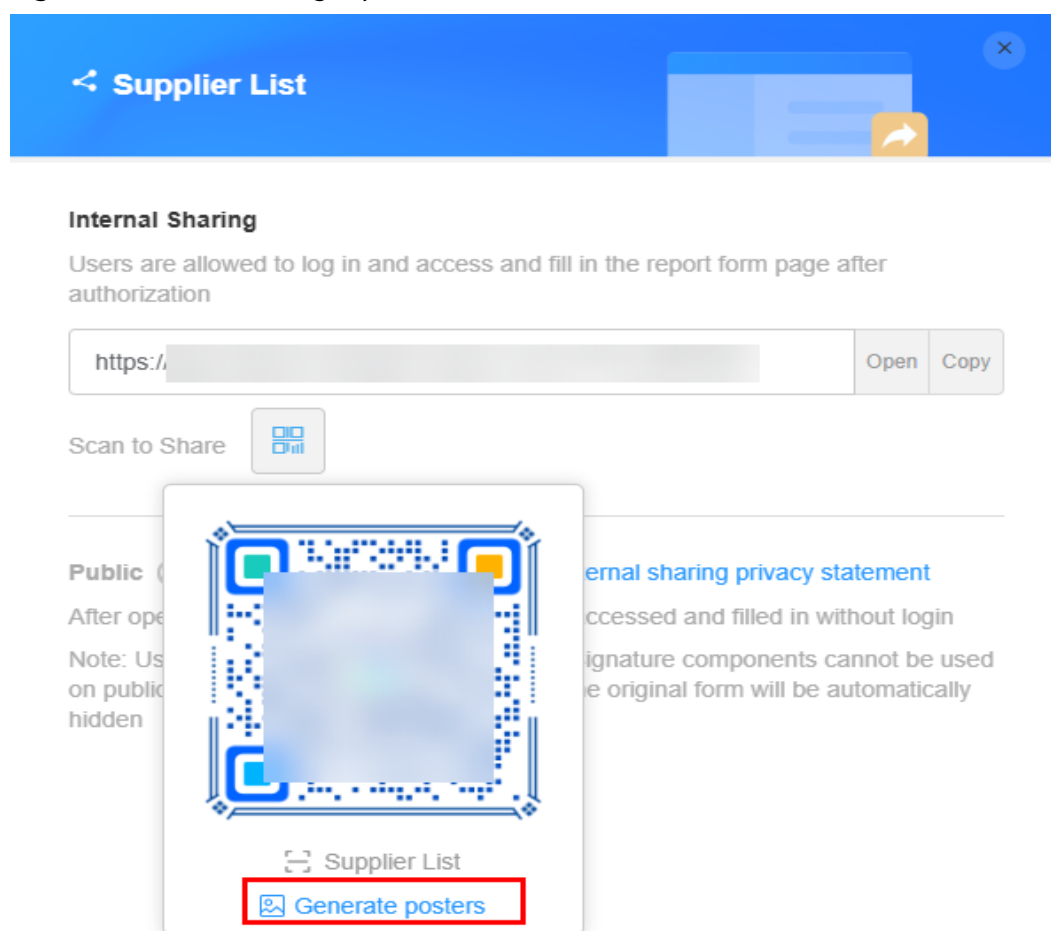 Supplier List
Internal Sharing
Users are allowed to log in and access and fill in the report form page after
authorization
https:/
Open Copy
Scan to Share
Public
ernal sharing privacy statement
After ope
ccessed and filled in without login
Note: Us
ignature components cannot be used
on public
e original form will be automatically
hidden
Supplier List
Generate posters